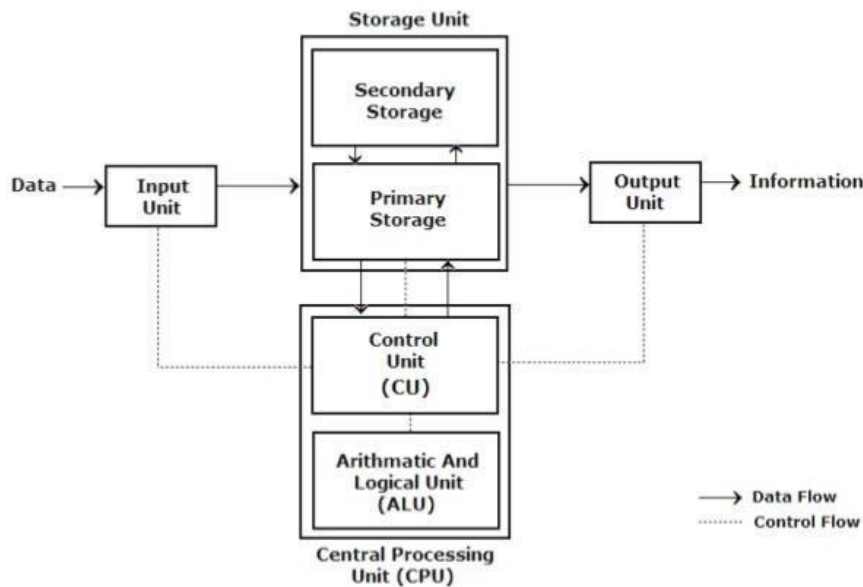 Storage Unit
Secondary
Storage
Data
Input
Unit
Primary
Storage
Output
Unit
Information
Control
Unit
(CU)
Arithmatic And
Logical Unit
(ALU)
Data Flow
Control Flow
Central Processing
Unit (CPU)